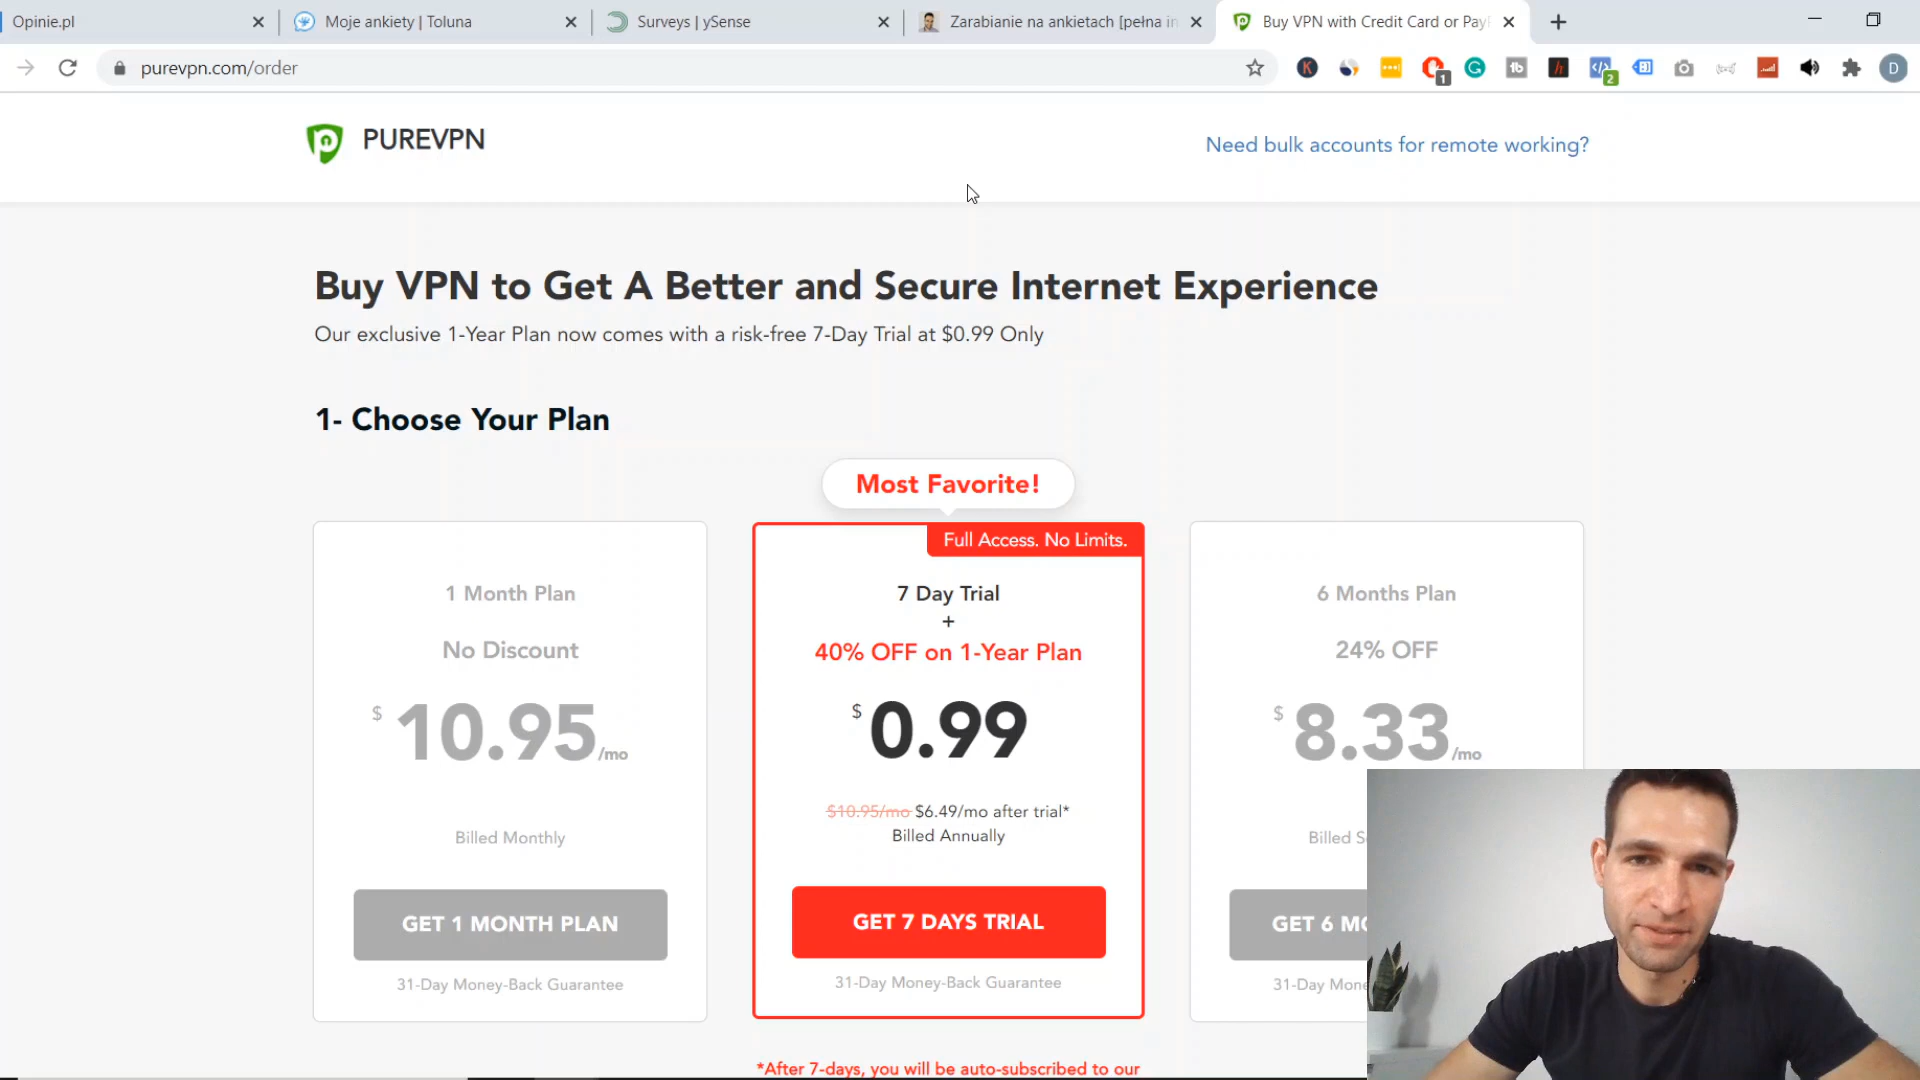 Opinie.pl
Moje ankiety | Toluna
Surveys | ySense
Zarabianie na ankietach [pełna in
Buy VPN with Credit Card or Pay
purevpn.com/order
1
2
D
PUREVPN
Need bulk accounts for remote working?
Buy VPN to Get A Better and Secure Internet Experience
Our exclusive 1-Year Plan now comes with a risk-free 7-Day Trial at $0.99 Only
1- Choose Your Plan
Most Favorite!
Full Access. No Limits.
1 Month Plan
No Discount
$ 10.95 /mo
Billed Monthly
GET 1 MONTH PLAN
31-Day Money-Back Guarantee
7 Day Trial
+
40% OFF on 1-Year Plan
$ 0.99
$10.95/mo $6.49/mo after trial*
Billed Annually
GET 7 DAYS TRIAL
31-Day Money-Back Guarantee
*After 7-days, you will be auto-subscribed to our
6 Months Plan
24% OFF
$ 8.33 /mo
Billed S
GET 6 MO
31-Day Mone